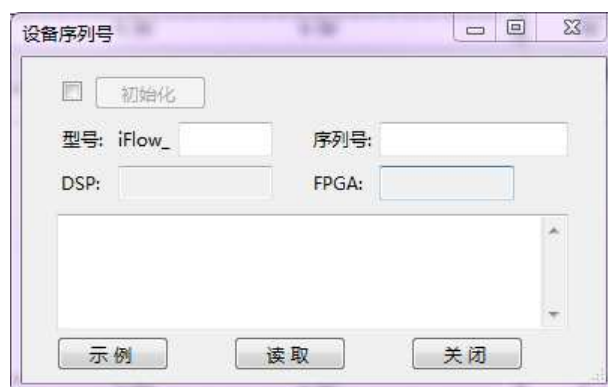 设备序列号
初始化
型号: iFlow_ 序列号:
DSP: FPGA:
示 例 读 取 关 闭